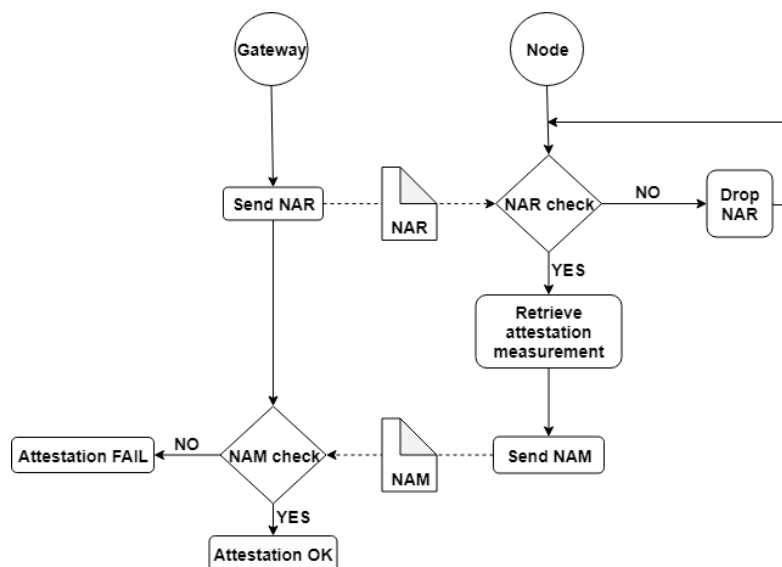 Gateway
Node
Send NAR
NAR
NAR check
NO
Drop
NAR
YES
Retrieve
attestation
measurement
Attestation FAIL
NO
NAM check
NAM
Send NAM
YES
Attestation OK